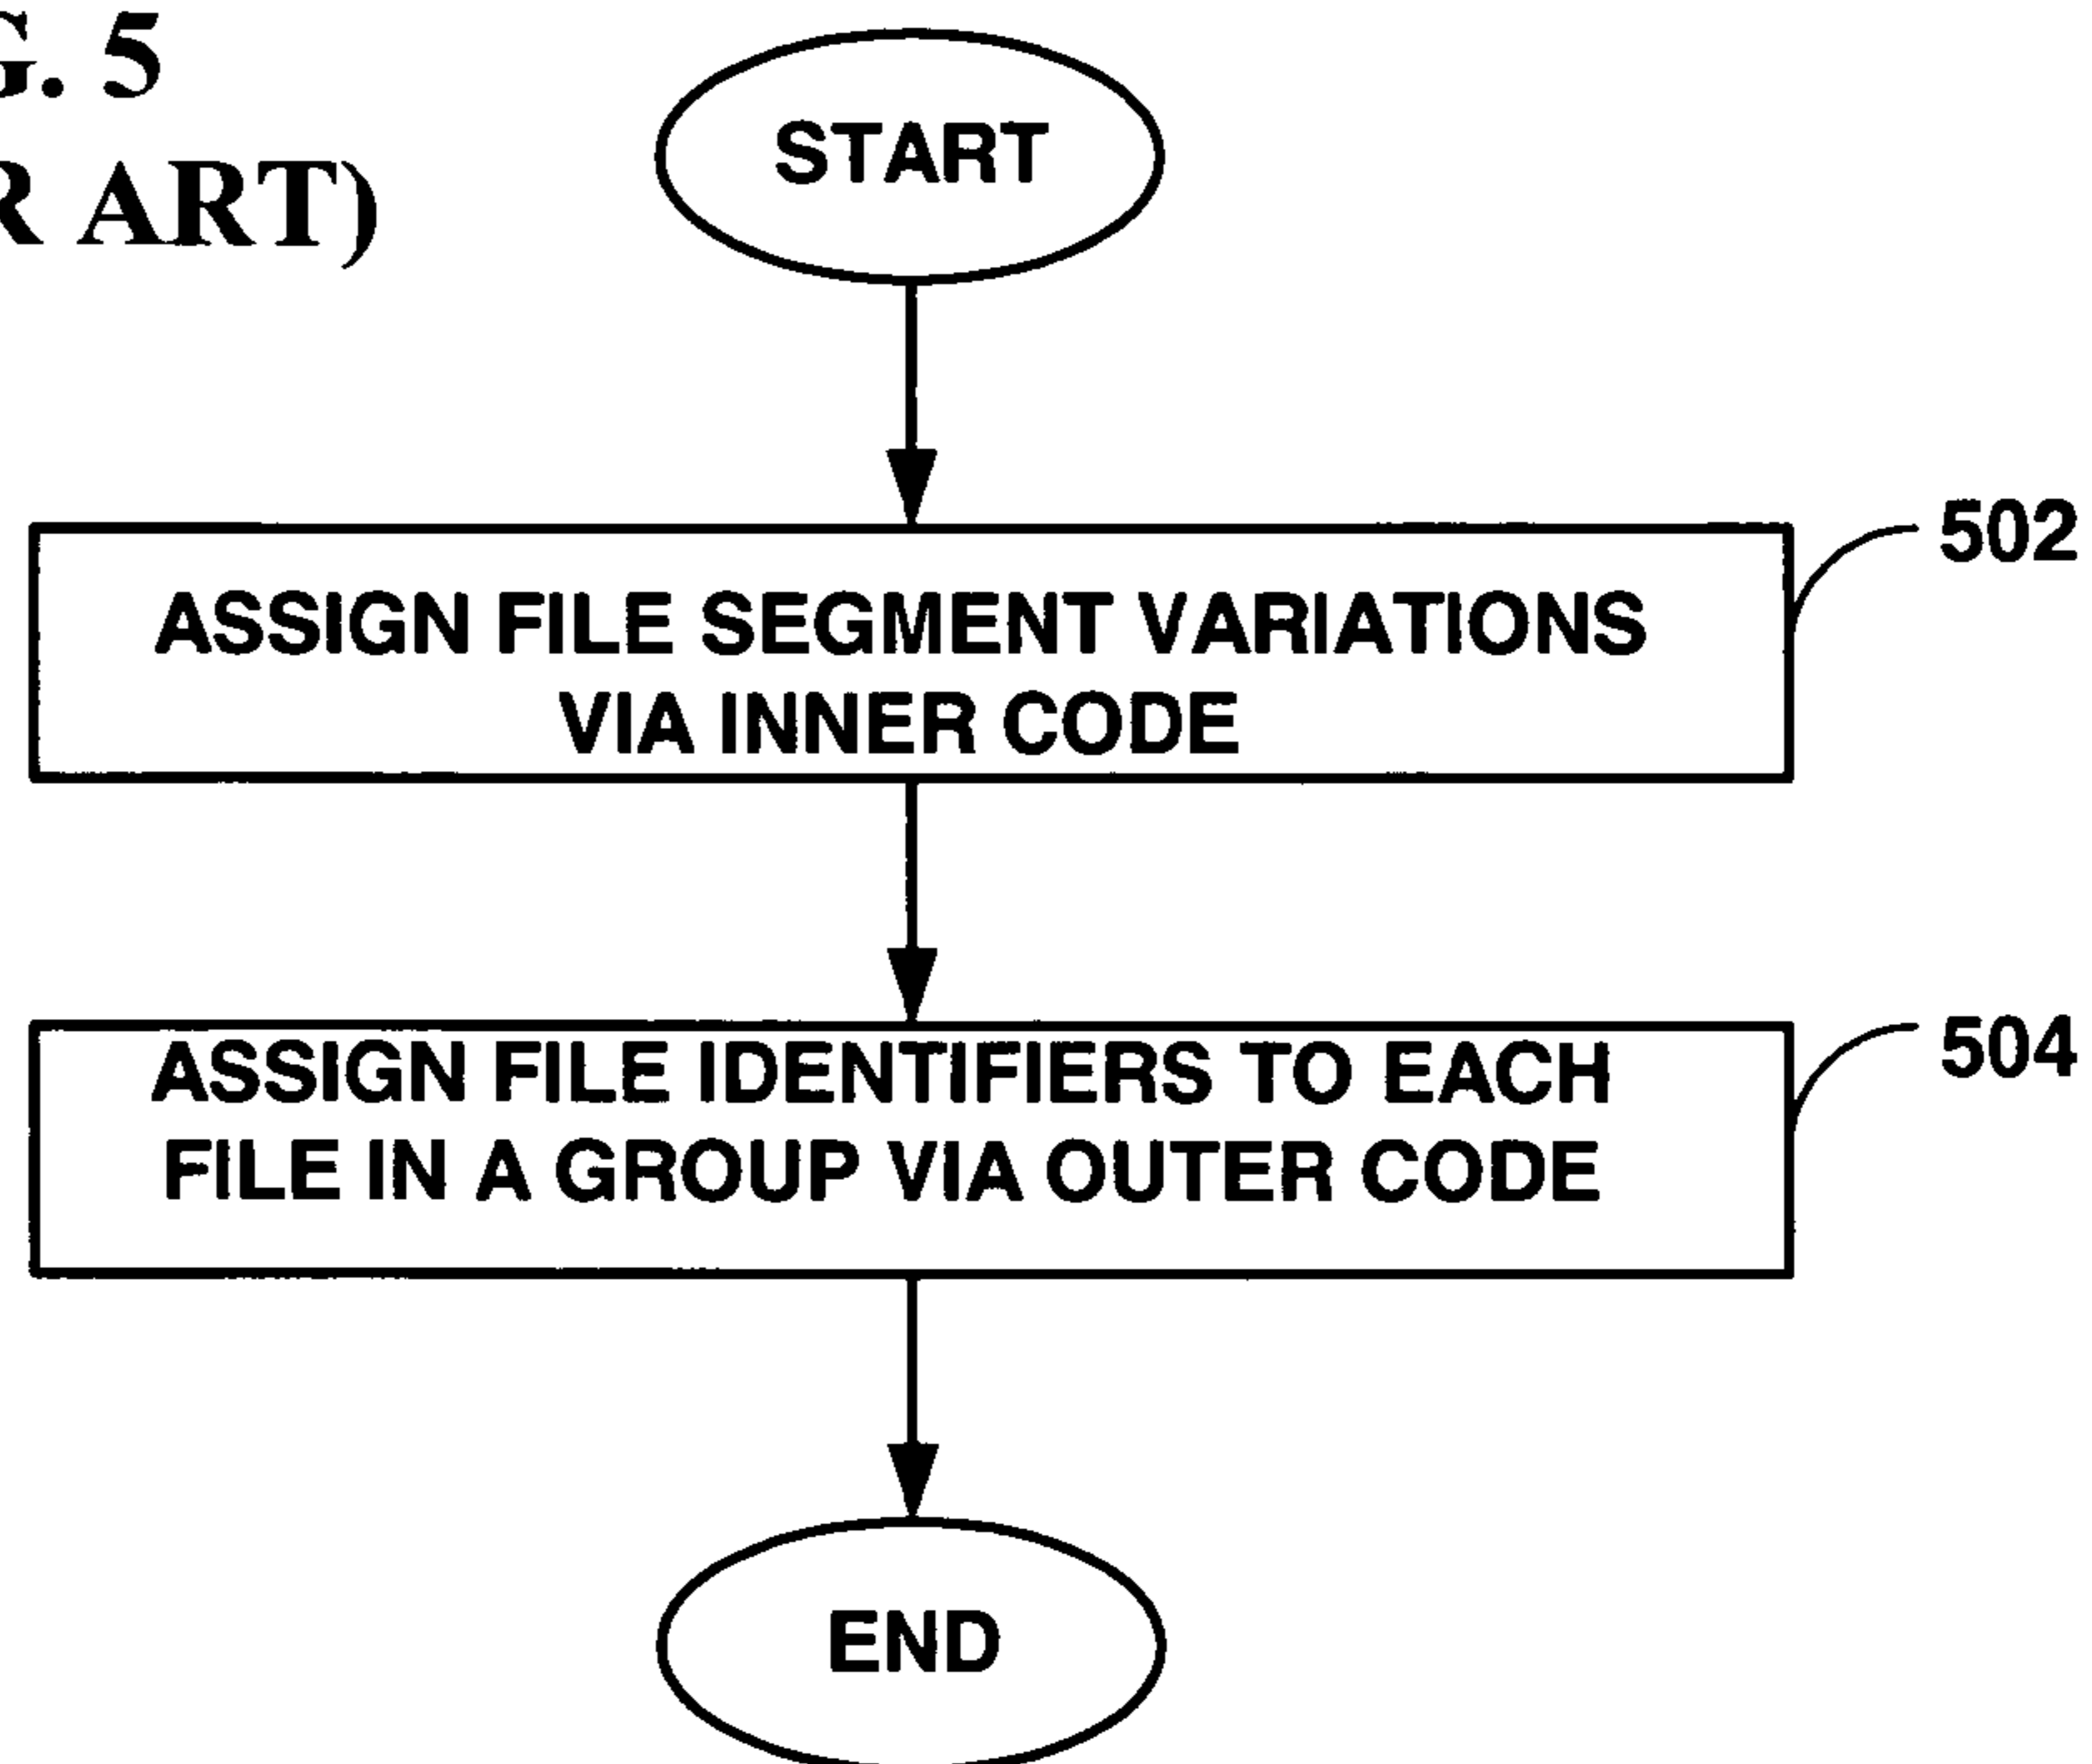 G. 5
R ART)
START
502
ASSIGN FILE SEGMENT VARIATIONS
VIA INNER CODE
504
ASSIGN FILE IDENTIFIERS TO EACH
FILE IN A GROUP VIA OUTER CODE
END